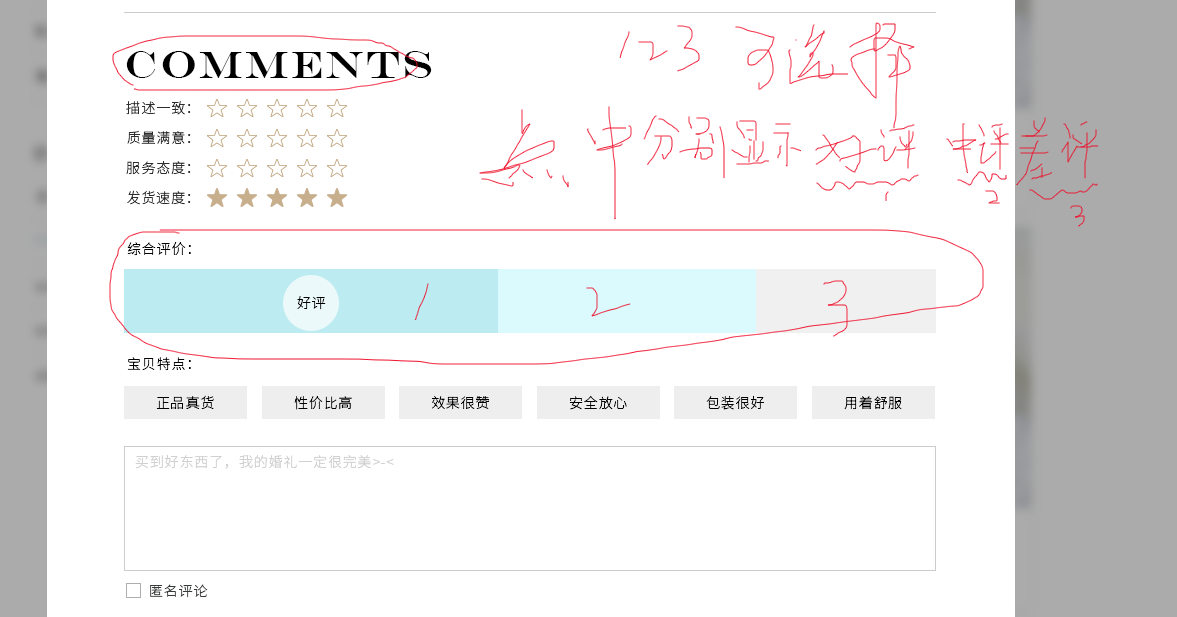 COMMENTS
123 可选择
描述一致：
点中分别显示好评 中评 差评
质量满意：
服务态度：
发货速度：
1 2 3
综合评价：
好评 1 2 3
宝贝特点：
正品真货 性价比高 效果很赞 安全放心 包装很好 用着舒服
买到好东西了，我的婚礼一定很完美>-<
匿名评论